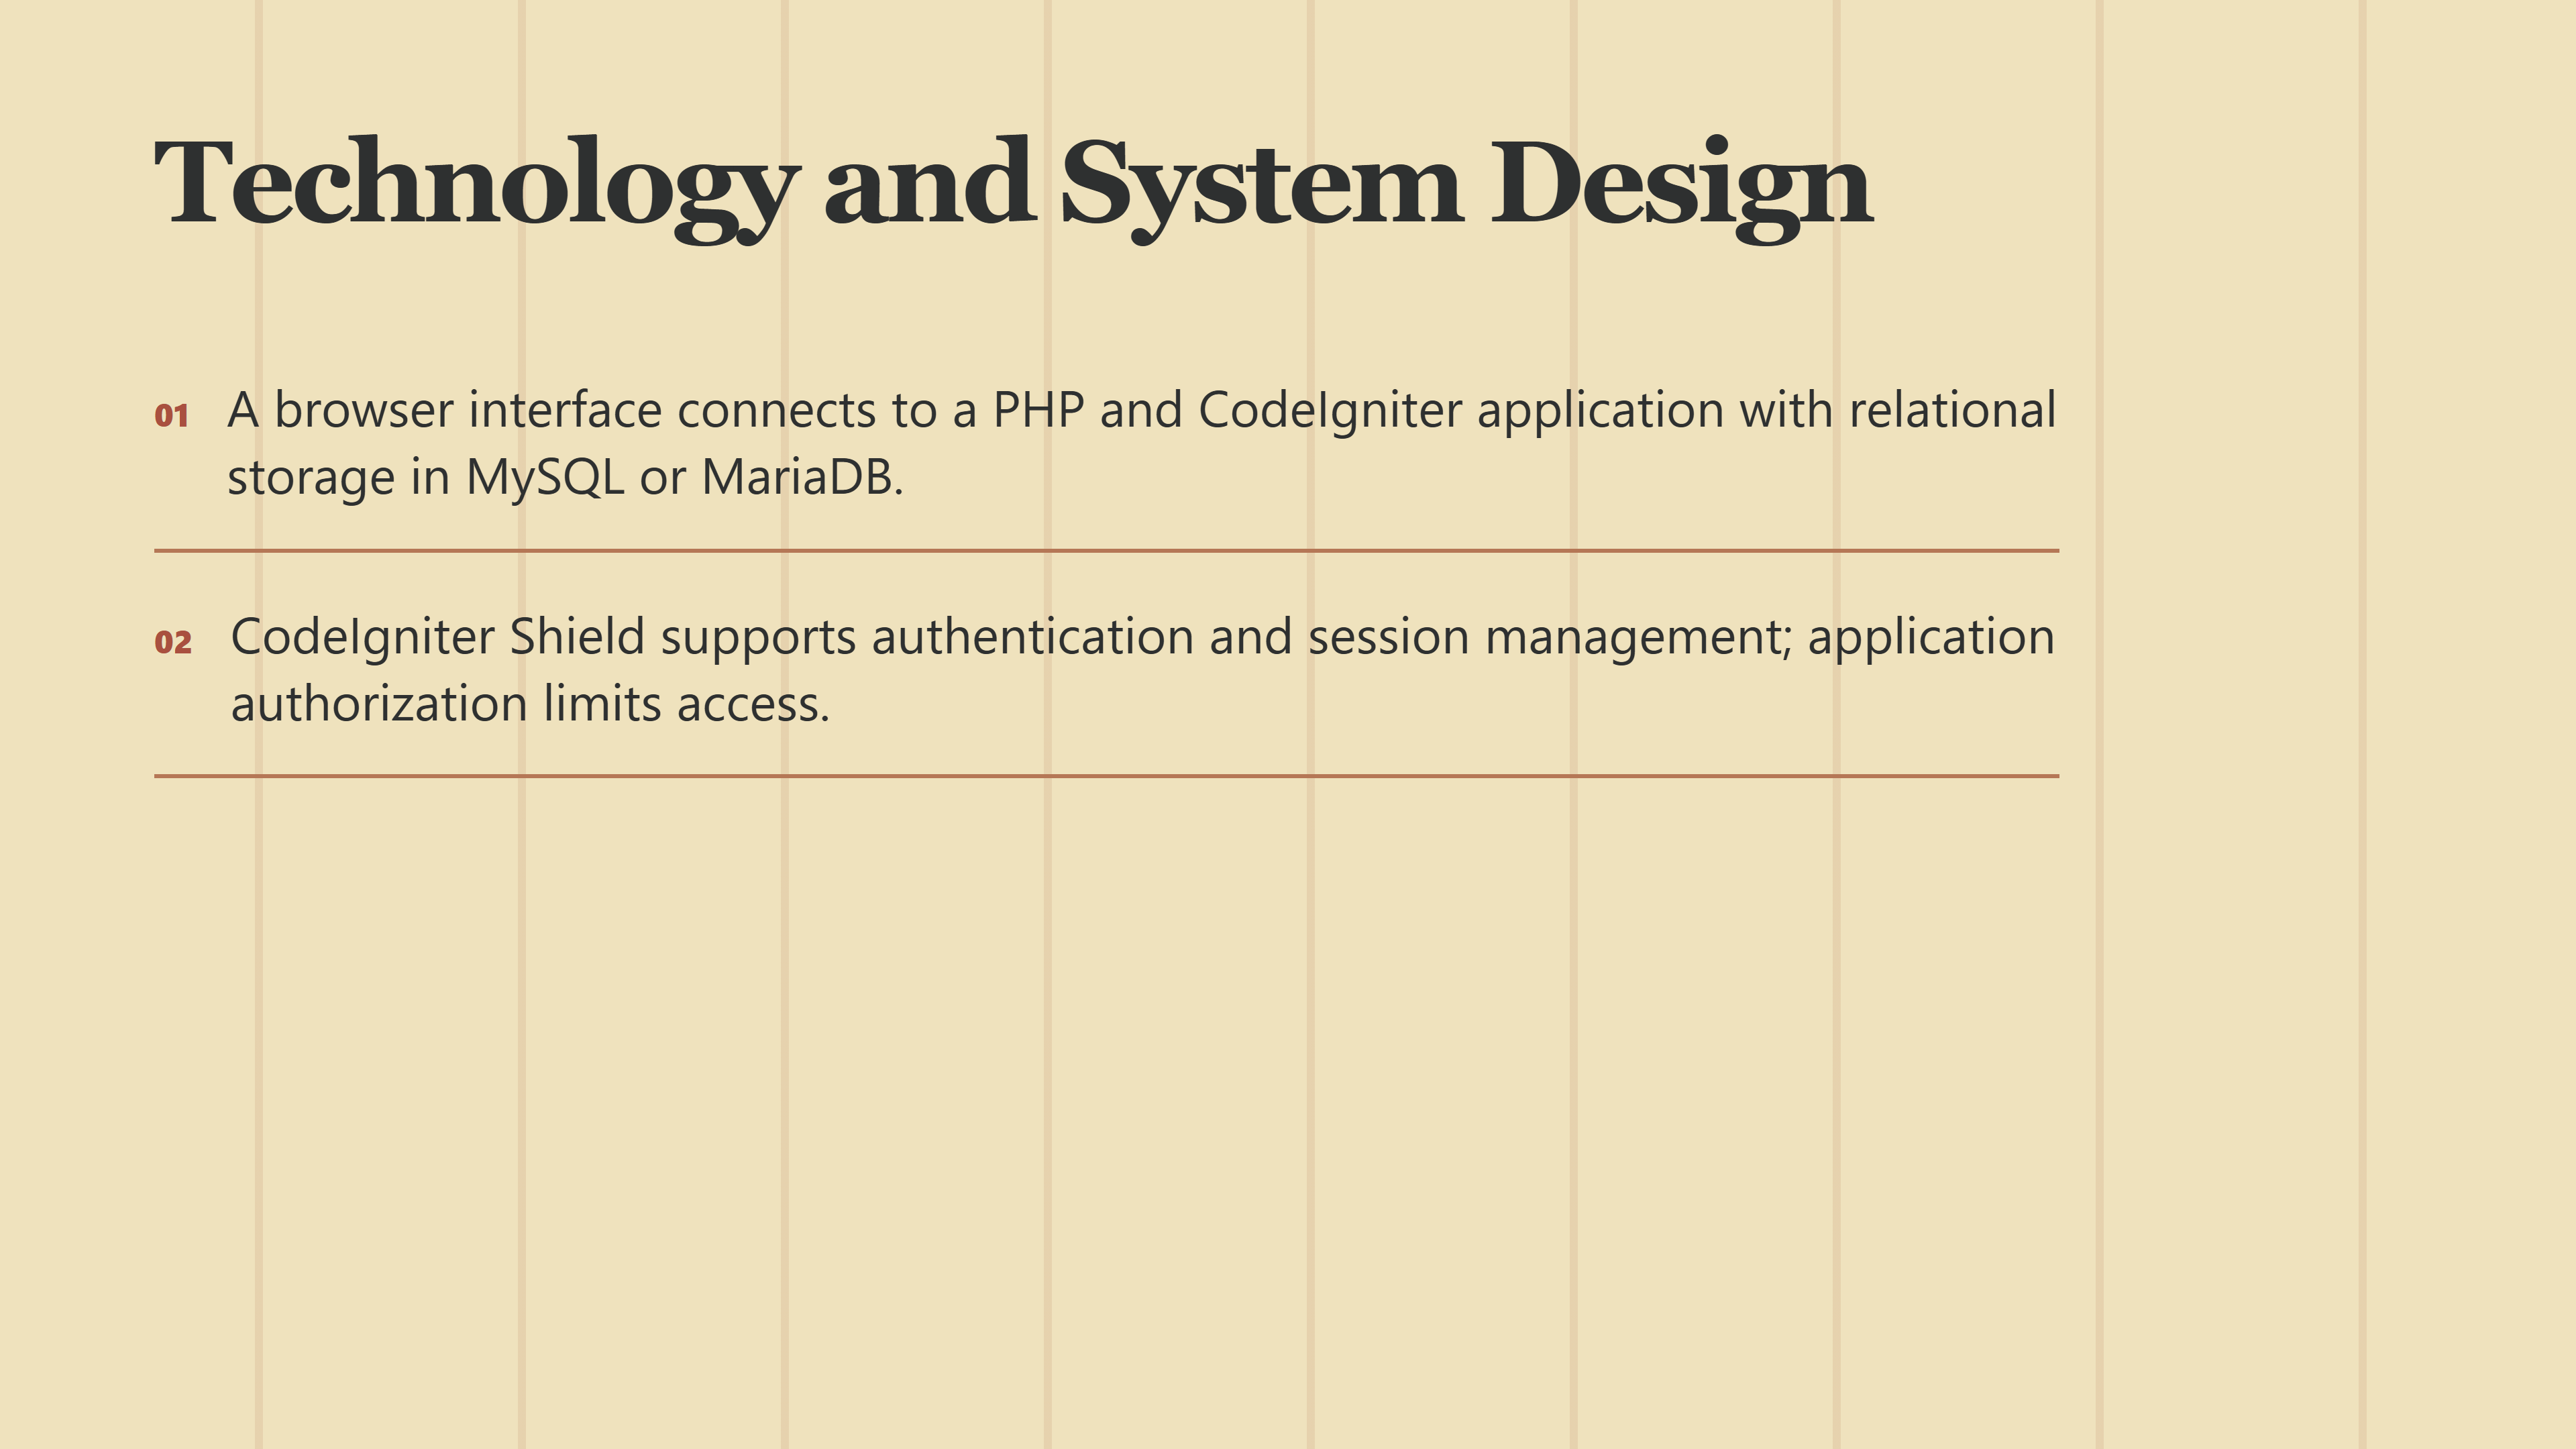 Technology and System Design
01 A browser interface connects to a PHP and CodeIgniter application with relational
storage in MySQL or MariaDB.
02 CodeIgniter Shield supports authentication and session management; application
authorization limits access.